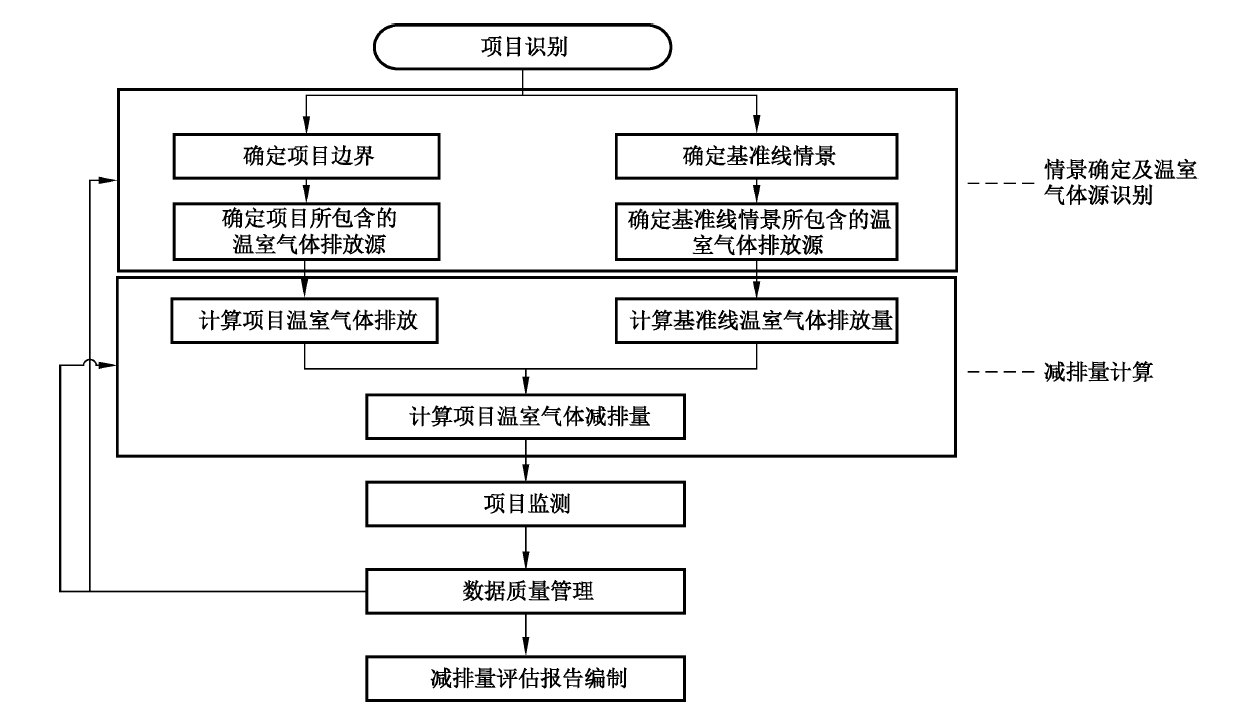 项目识别
确定项目边界
确定基准线情景
情景确定及温室
气体源识别
确定项目所包含的
温室气体排放源
确定基准线情景所包含的温
室气体排放源
计算项目温室气体排放
计算基准线温室气体排放量
减排量计算
计算项目温室气体减排量
项目监测
数据质量管理
减排量评估报告编制